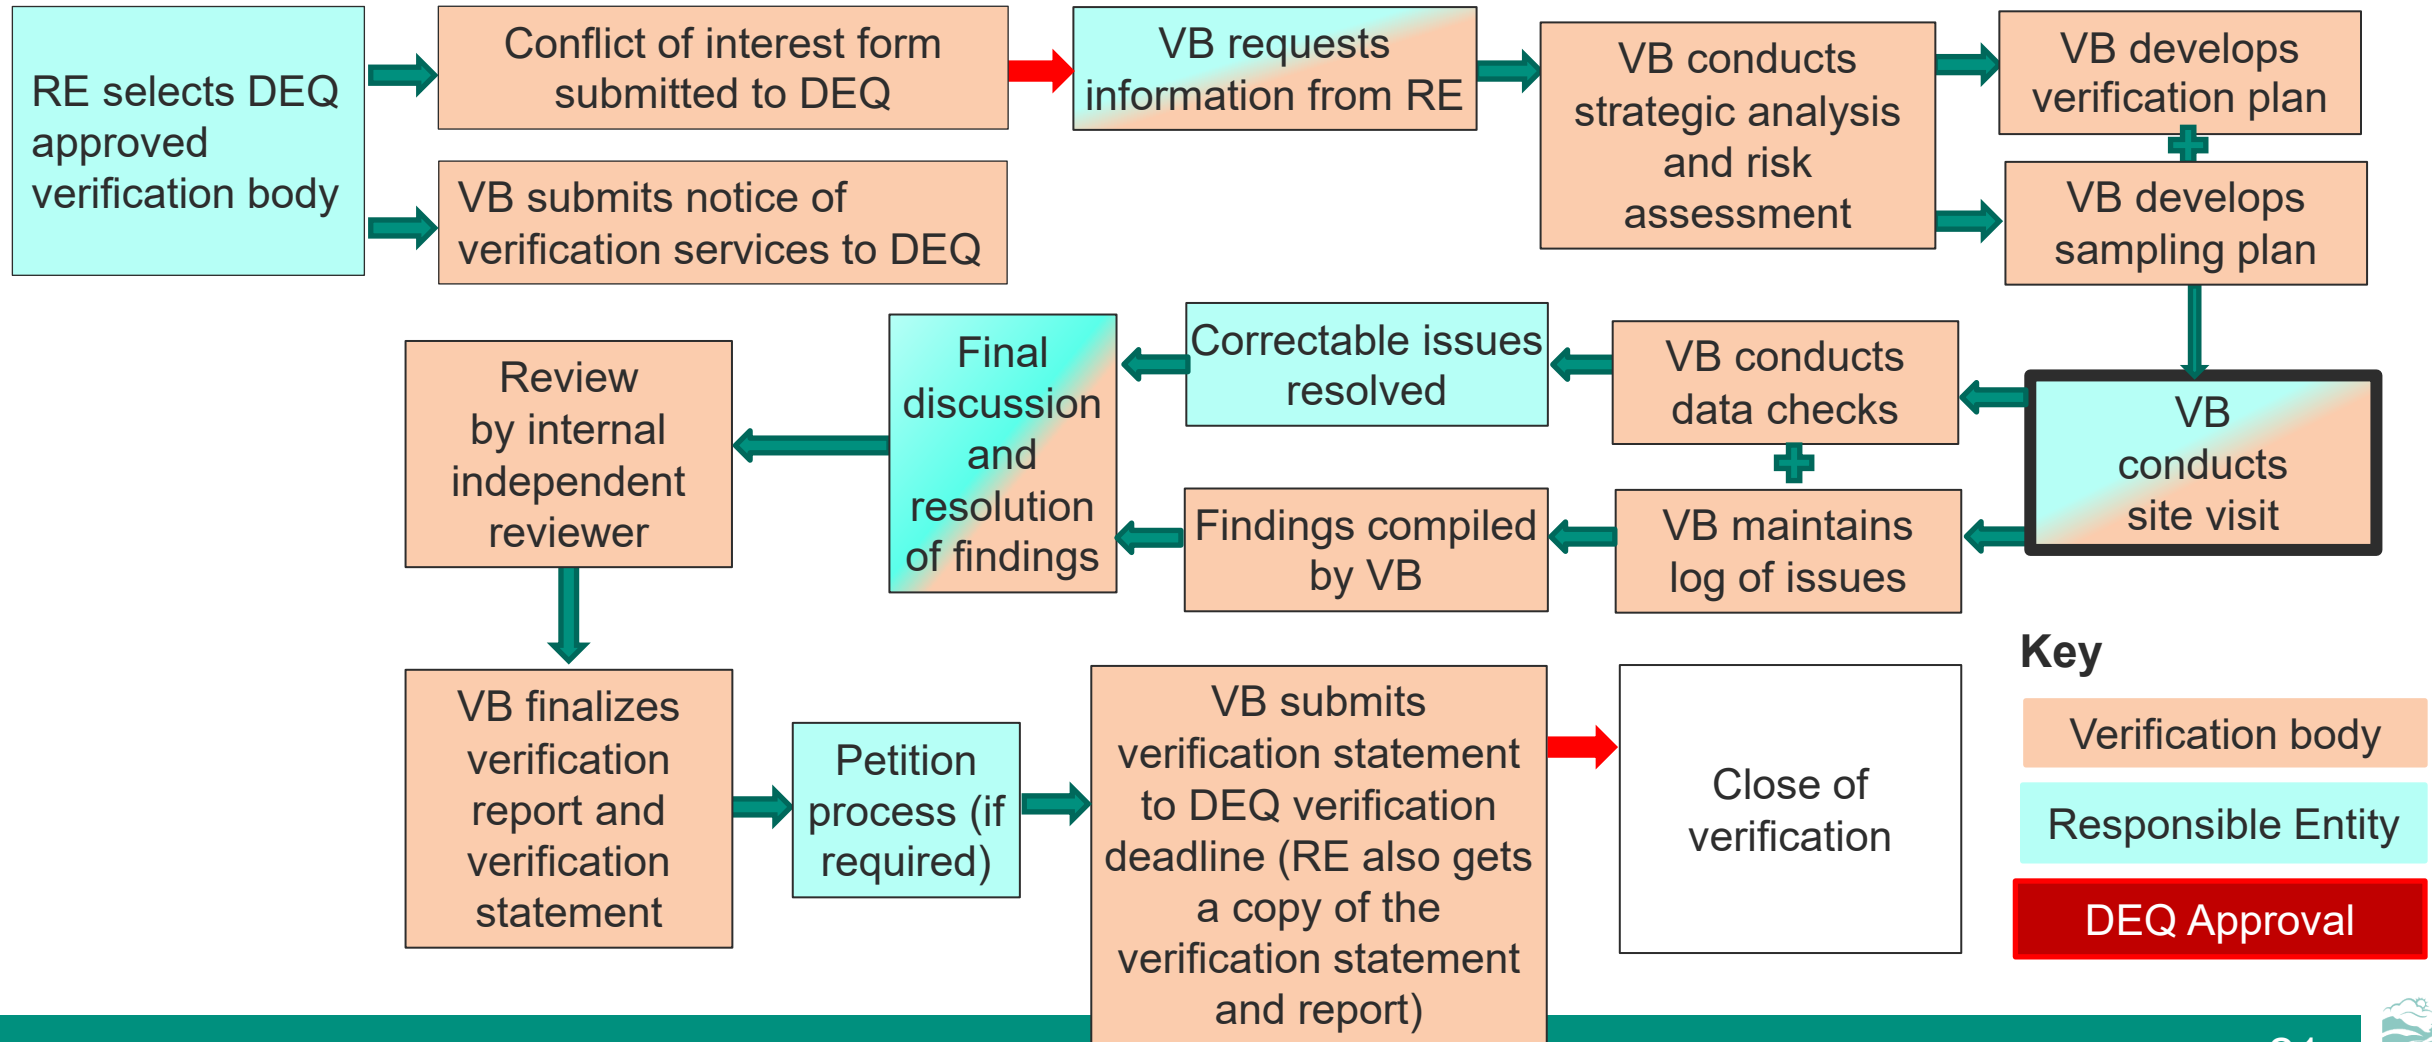 RE selects DEQ
approved
verification body
Conflict of interest form
submitted to DEQ
VB submits notice of
verification services to DEQ
VB requests
information from RE
VB conducts
strategic analysis
and risk
assessment
VB develops
verification plan
VB develops
sampling plan
VB
conducts
site visit
VB conducts
data checks
VB maintains
log of issues
Correctable issues
resolved
Findings compiled
by VB
Final
discussion
and
resolution
of findings
Review
by internal
independent
reviewer
VB finalizes
verification
report and
verification
statement
Petition
process (if
required)
VB submits
verification statement
to DEQ verification
deadline (RE also gets
a copy of the
verification statement
and report)
Close of
verification
Key
Verification body
Responsible Entity
DEQ Approval